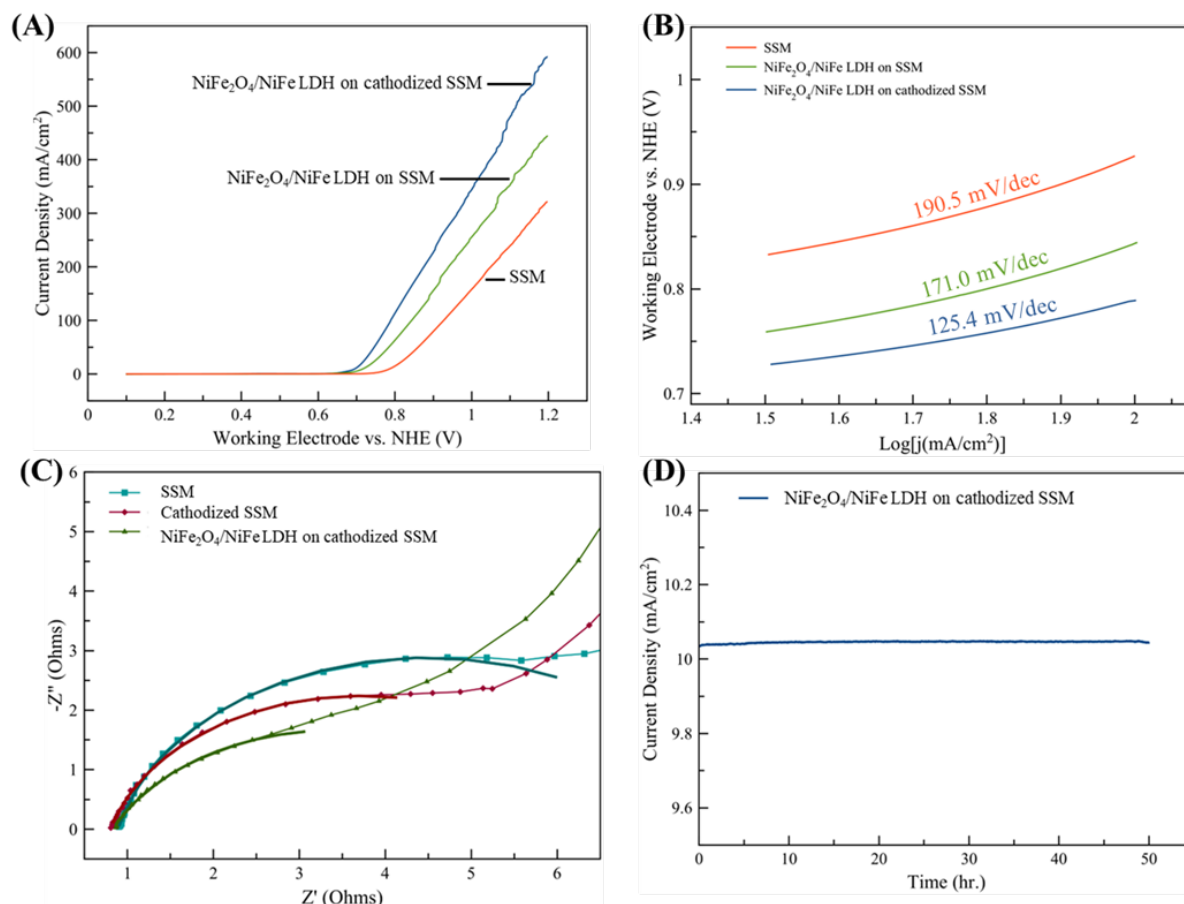 (A)
600
500
400
300
200
100
0
Current Density (mA/cm²)
NiFe₂O₄/NiFe LDH on cathodized SSM
NiFe₂O₄/NiFe LDH on SSM
SSM
0 0.2 0.4 0.6 0.8 1 1.2
Working Electrode vs. NHE (V)
(B)
SSM
NiFe₂O₄/NiFe LDH on SSM
NiFe₂O₄/NiFe LDH on cathodized SSM
1
0.9
0.8
0.7
Working Electrode vs. NHE (V)
190.5 mV/dec
171.0 mV/dec
125.4 mV/dec
1.4 1.5 1.6 1.7 1.8 1.9 2
Log[j(mA/cm²)]
(C)
SSM
Cathodized SSM
NiFe₂O₄/NiFe LDH on cathodized SSM
6
5
4
3
2
1
0
-Z" (Ohms)
1 2 3 4 5 6
Z' (Ohms)
(D)
NiFe₂O₄/NiFe LDH on cathodized SSM
10.4
10.2
10
9.8
9.6
Current Density (mA/cm²)
0 10 20 30 40 50
Time (hr.)